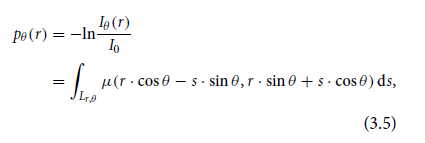 p_θ(r) = −ln I_θ(r) / I_0
= ∫_{L_{r,θ}} μ(r · cos θ − s · sin θ, r · sin θ + s · cos θ) ds,
(3.5)